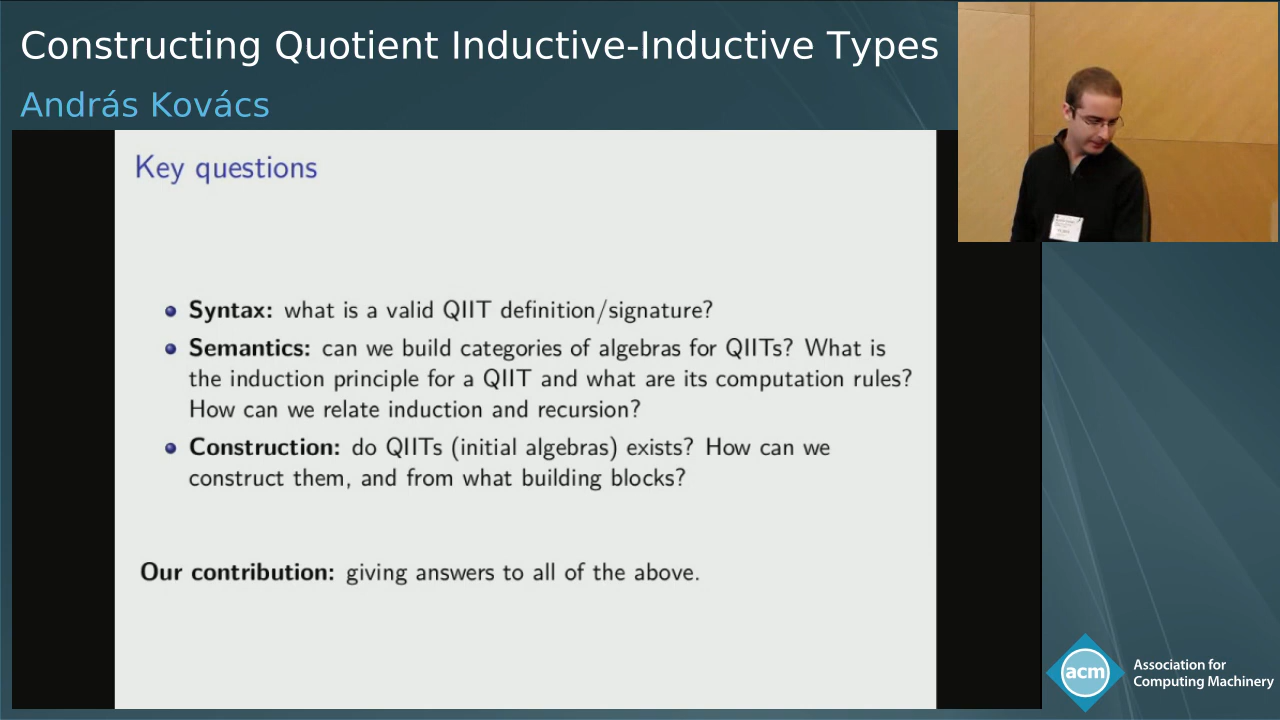 Constructing Quotient Inductive-Inductive Types
András Kovács
Key questions
Syntax: what is a valid QIIT definition/signature?
Semantics: can we build categories of algebras for QIITs? What is
the induction principle for a QIIT and what are its computation rules?
How can we relate induction and recursion?
Construction: do QIITs (initial algebras) exists? How can we
construct them, and from what building blocks?
Our contribution: giving answers to all of the above.
acm
Association for
Computing Machinery